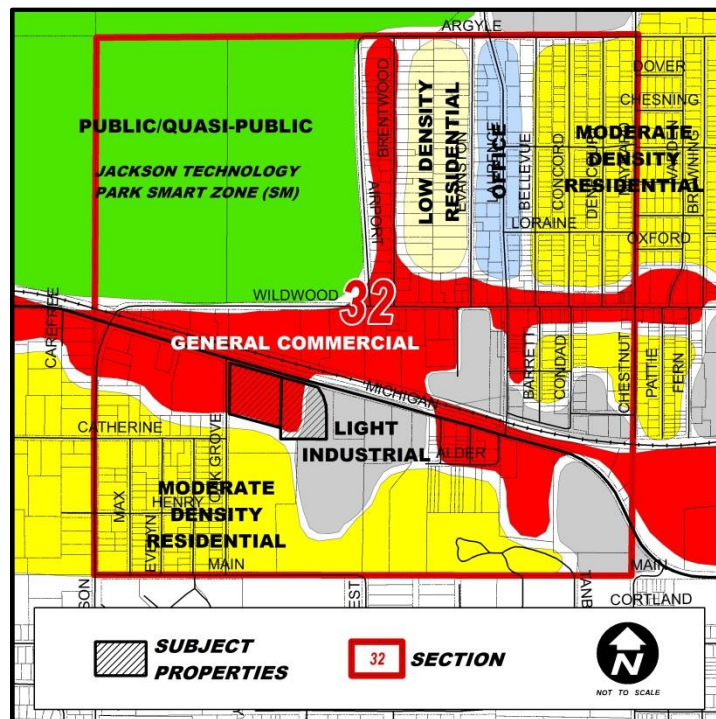 ARGYLE
DOVER
CHESNING
BRENTWOOD
PUBLIC/QUASI-PUBLIC
LOW DENSITY
RESIDENTIAL
EVANSTON
LAURENCE
OFFICE
BELLEVUE
CONCORD
MODERATE
DENSITY
RESIDENTIAL
BROWNING
JACKSON TECHNOLOGY
PARK SMART ZONE (SM)
AIRPORT
LORAINE
OXFORD
WILDWOOD
32
CAREFREE
GENERAL COMMERCIAL
MICHIGAN
BARRETT
CONDAD
CHESTNUT
PATTIE
FERN
CATHERINE
OAK GROVE
LIGHT
INDUSTRIAL
ALDER
MODERATE
MAX
HENRY
DENSITY
EVELYN
RESIDENTIAL
MAIN
MAIN
CORTLAND
SUBJECT
PROPERTIES
32
SECTION
N
NOT TO SCALE